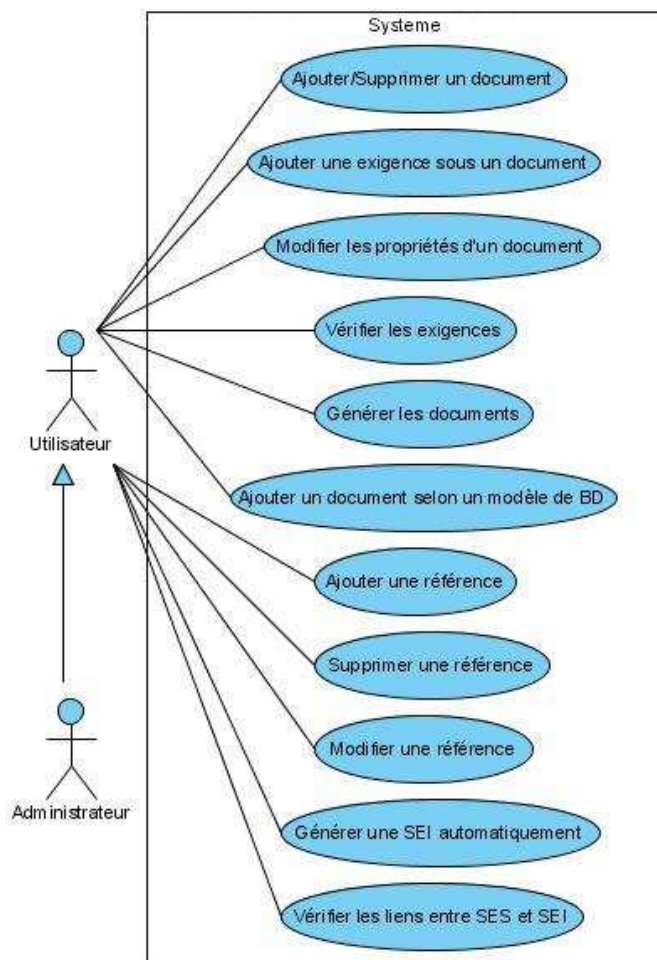 Systeme
Ajouter/Supprimer un document
Ajouter une exigence sous un document
Modifier les propriétés d'un document
Vérifier les exigences
Générer les documents
Utilisateur
Ajouter un document selon un modèle de BD
Ajouter une référence
Supprimer une référence
Modifier une référence
Administrateur
Générer une SEI automatiquement
Vérifier les liens entre SES et SEI